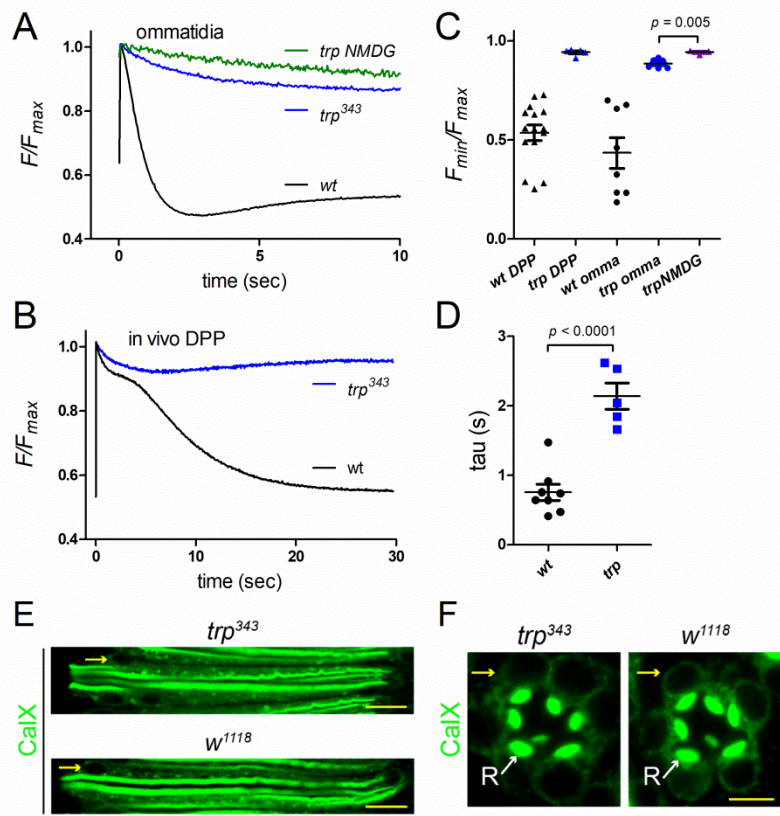 A
ommatidia
trp NMDG
trp343
wt
F/Fmax
1.0
0.8
0.6
0.4
0
5
10
time (sec)
B
in vivo DPP
trp343
wt
F/Fmax
1.0
0.8
0.6
0.4
0
10
20
30
time (sec)
C
p = 0.005
Fmin/Fmax
1.0
0.5
0.0
wt DPP
trp DPP
wt omma
trp omma
trpNMDG
D
p < 0.0001
tau (s)
3
2
1
0
wt
trp
E
trp343
CalX
w1118
F
trp343
w1118
CalX
R
R